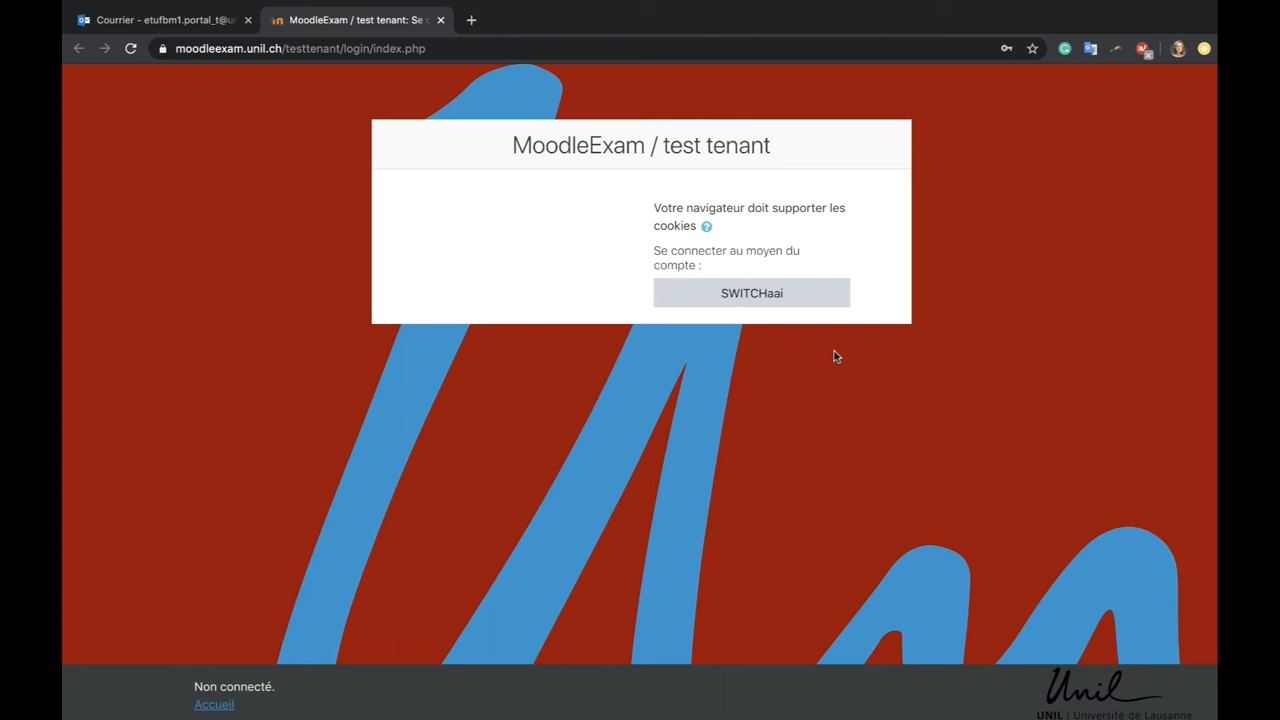 Courrier - etufbm1.portal_t@u
MoodleExam / test tenant: Se c
moodleexam.unil.ch/testtenant/login/index.php
MoodleExam / test tenant
Votre navigateur doit supporter les
cookies ?
Se connecter au moyen du
compte :
SWITCHaai
Non connecté.
Accueil
Unil
UNIL | Université de Lausanne